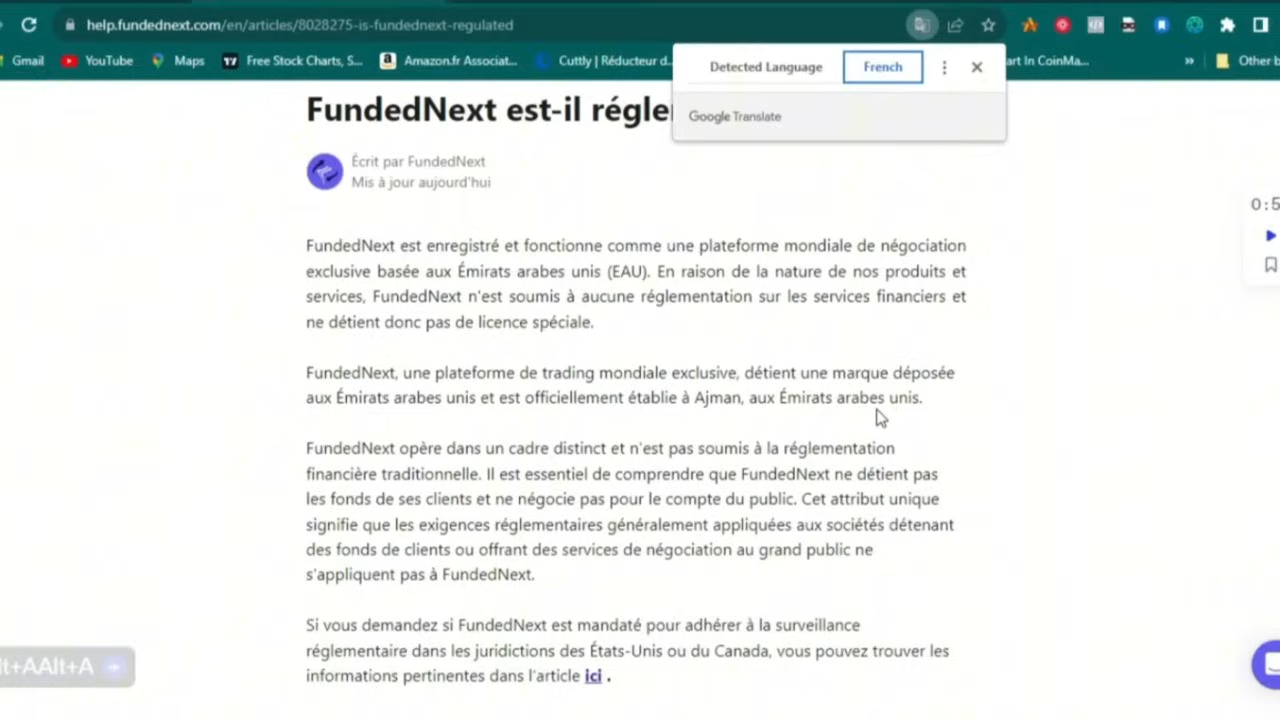 help.fundednext.com/en/articles/8028275-is-fundednext-regulated
Gmail YouTube Maps Free Stock Charts, S... Amazon.fr Associat... Cuttly | Réducteur d... art In CoinMa... » Other b
Detected Language French
Google Translate
FundedNext est-il régle
Écrit par FundedNext
Mis à jour aujourd'hui
0:5
FundedNext est enregistré et fonctionne comme une plateforme mondiale de négociation
exclusive basée aux Émirats arabes unis (EAU). En raison de la nature de nos produits et
services, FundedNext n'est soumis à aucune réglementation sur les services financiers et
ne détient donc pas de licence spéciale.
FundedNext, une plateforme de trading mondiale exclusive, détient une marque déposée
aux Émirats arabes unis et est officiellement établie à Ajman, aux Émirats arabes unis.
FundedNext opère dans un cadre distinct et n'est pas soumis à la réglementation
financière traditionnelle. Il est essentiel de comprendre que FundedNext ne détient pas
les fonds de ses clients et ne négocie pas pour le compte du public. Cet attribut unique
signifie que les exigences réglementaires généralement appliquées aux sociétés détenant
des fonds de clients ou offrant des services de négociation au grand public ne
s'appliquent pas à FundedNext.
Si vous demandez si FundedNext est mandaté pour adhérer à la surveillance
réglementaire dans les juridictions des États-Unis ou du Canada, vous pouvez trouver les
informations pertinentes dans l'article ici .
lt+AAlt+A